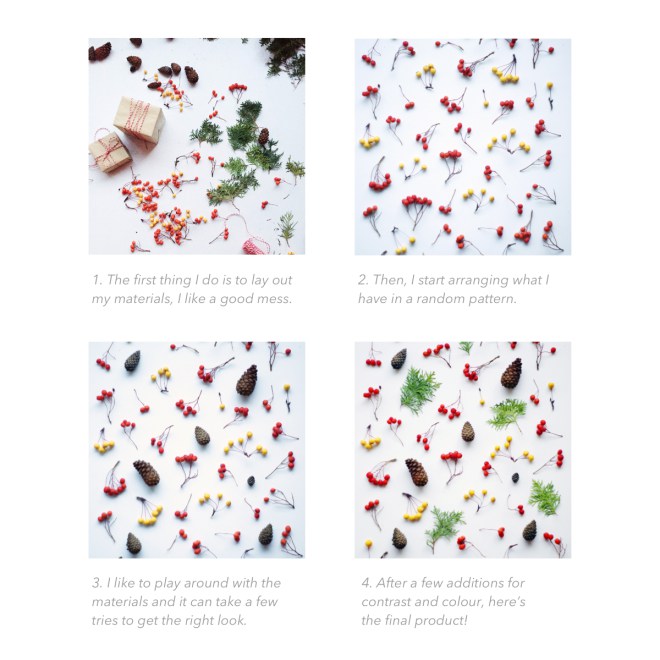 1. The first thing I do is to lay out
my materials, I like a good mess.
2. Then, I start arranging what I
have in a random pattern.
3. I like to play around with the
materials and it can take a few
tries to get the right look.
4. After a few additions for
contrast and colour, here's
the final product!